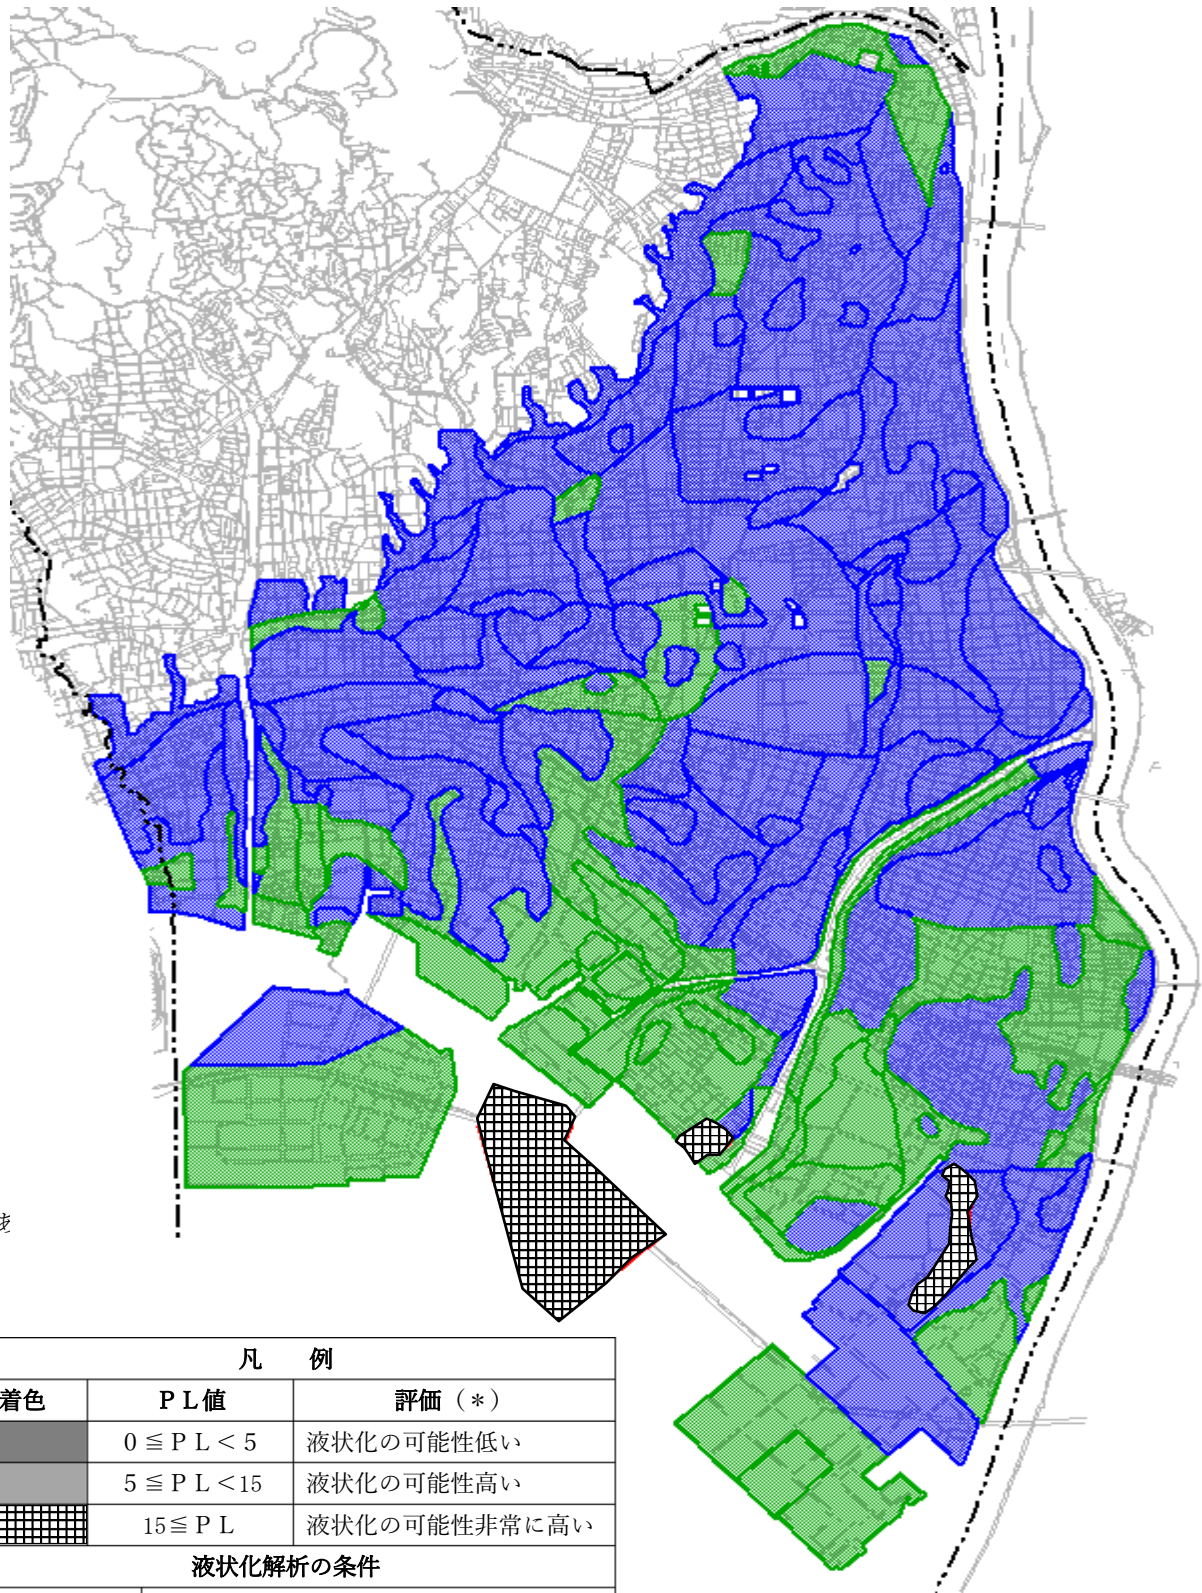 凡 例
着色 ＰＬ値 評価（＊）
０≦ＰＬ＜５ 液状化の可能性低い
５≦ＰＬ＜15 液状化の可能性高い
15≦ＰＬ 液状化の可能性非常に高い
液状化解析の条件